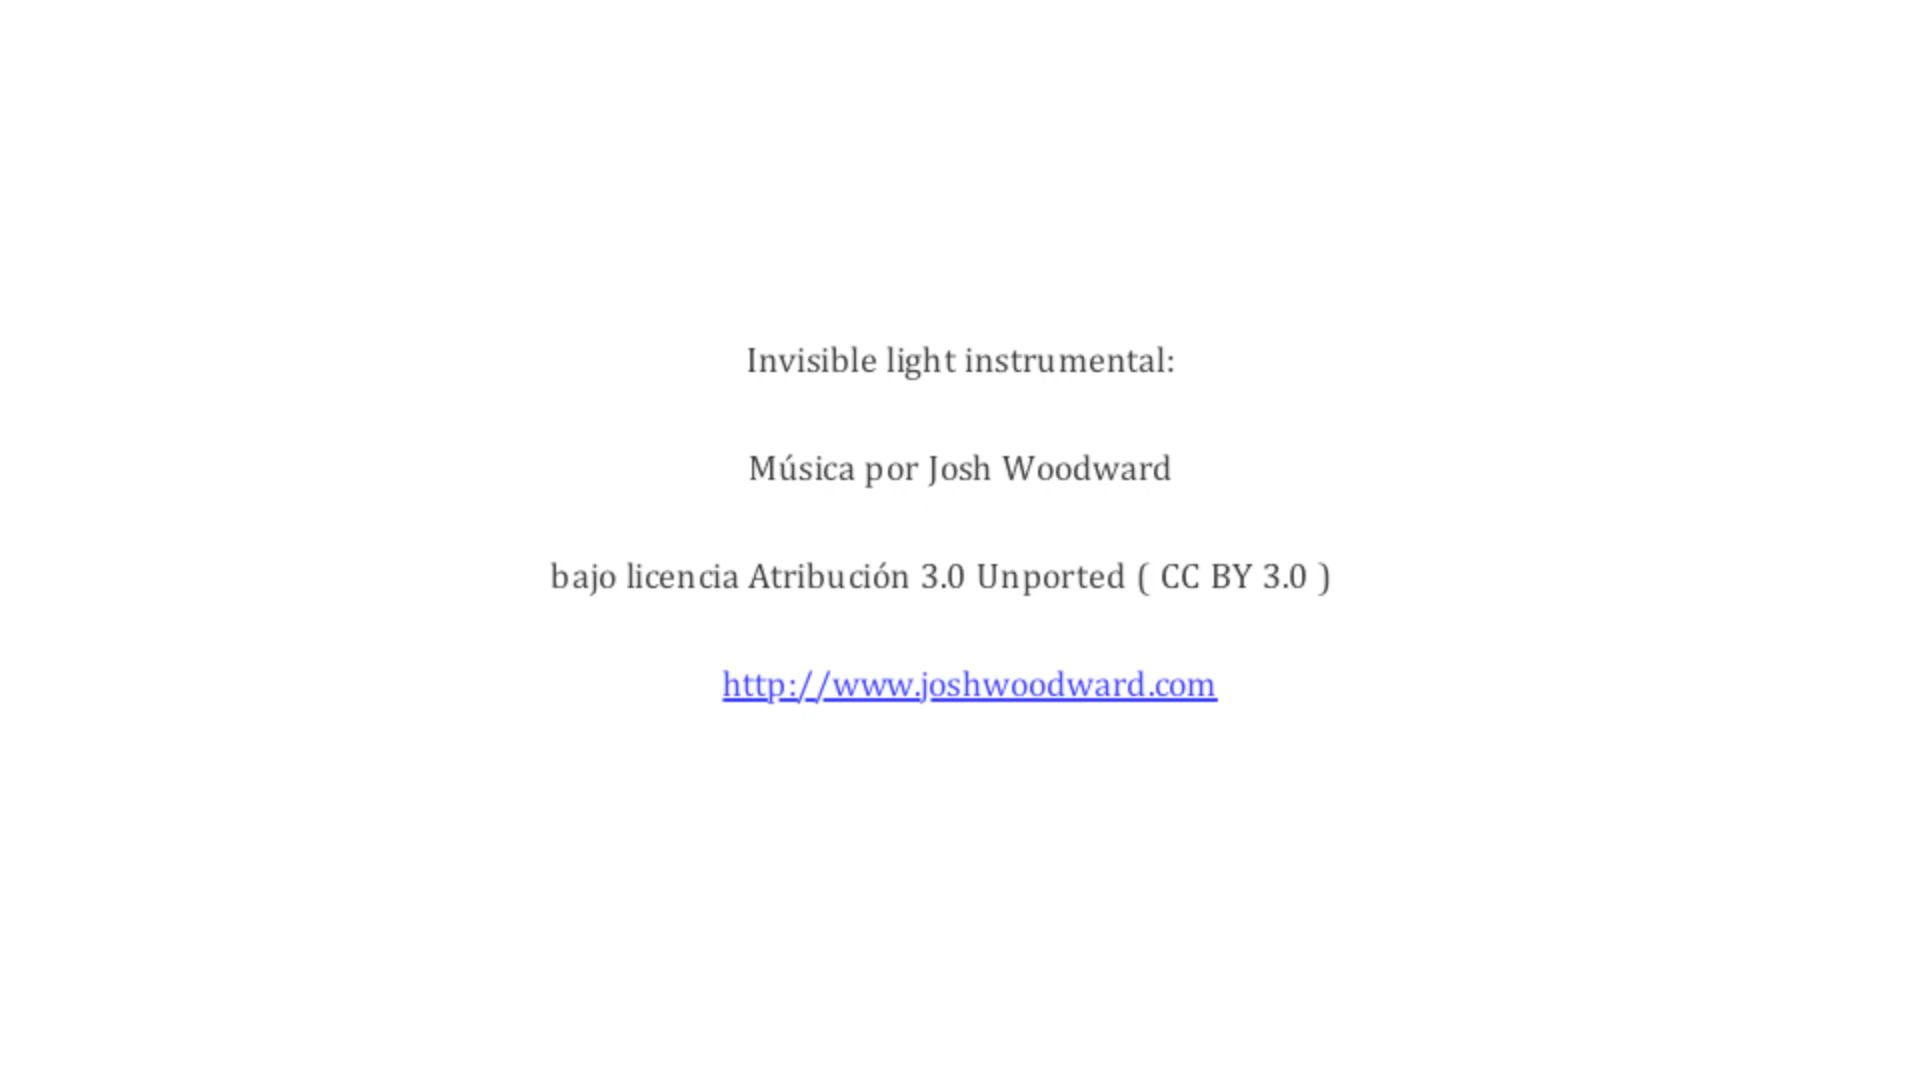 Invisible light instrumental:
Música por Josh Woodward
bajo licencia Atribución 3.0 Unported ( CC BY 3.0 )
http://www.joshwoodward.com